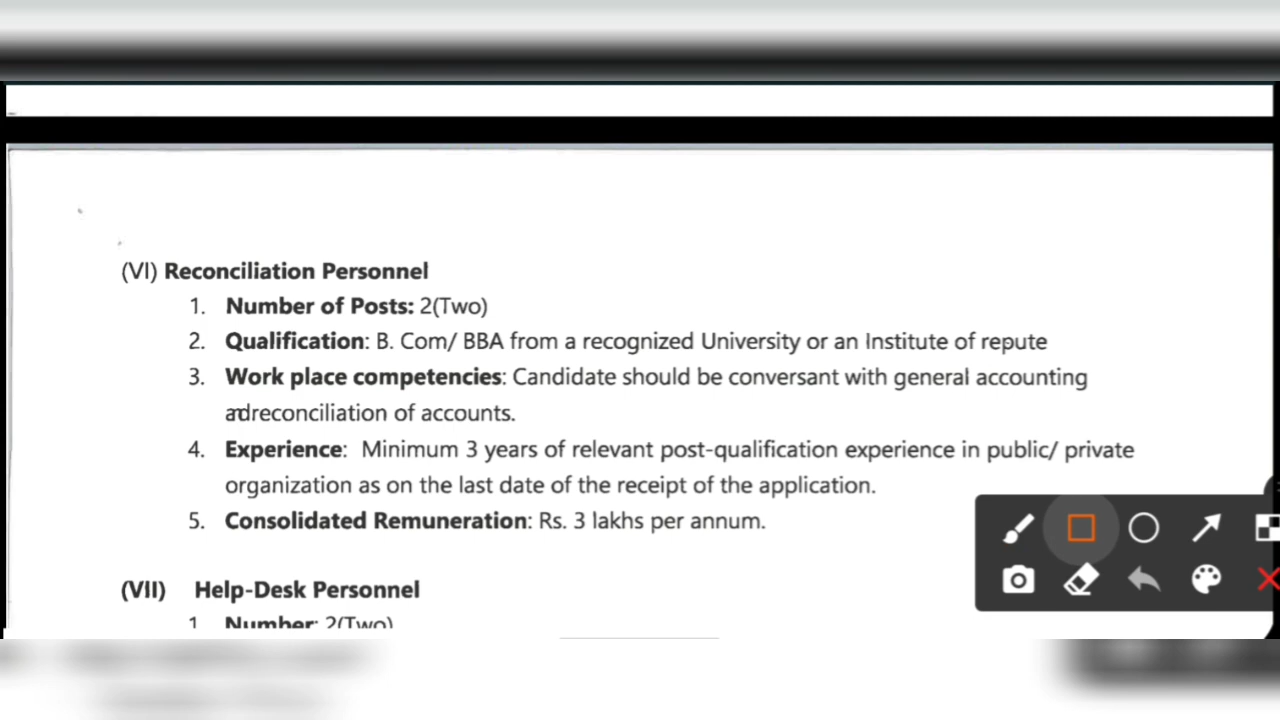 (VI) Reconciliation Personnel
1. Number of Posts: 2(Two)
2. Qualification: B. Com/ BBA from a recognized University or an Institute of repute
3. Work place competencies: Candidate should be conversant with general accounting
adreconciliation of accounts.
4. Experience: Minimum 3 years of relevant post-qualification experience in public/ private
organization as on the last date of the receipt of the application.
5. Consolidated Remuneration: Rs. 3 lakhs per annum.
(VII) Help-Desk Personnel
1. Number: 2(Two)